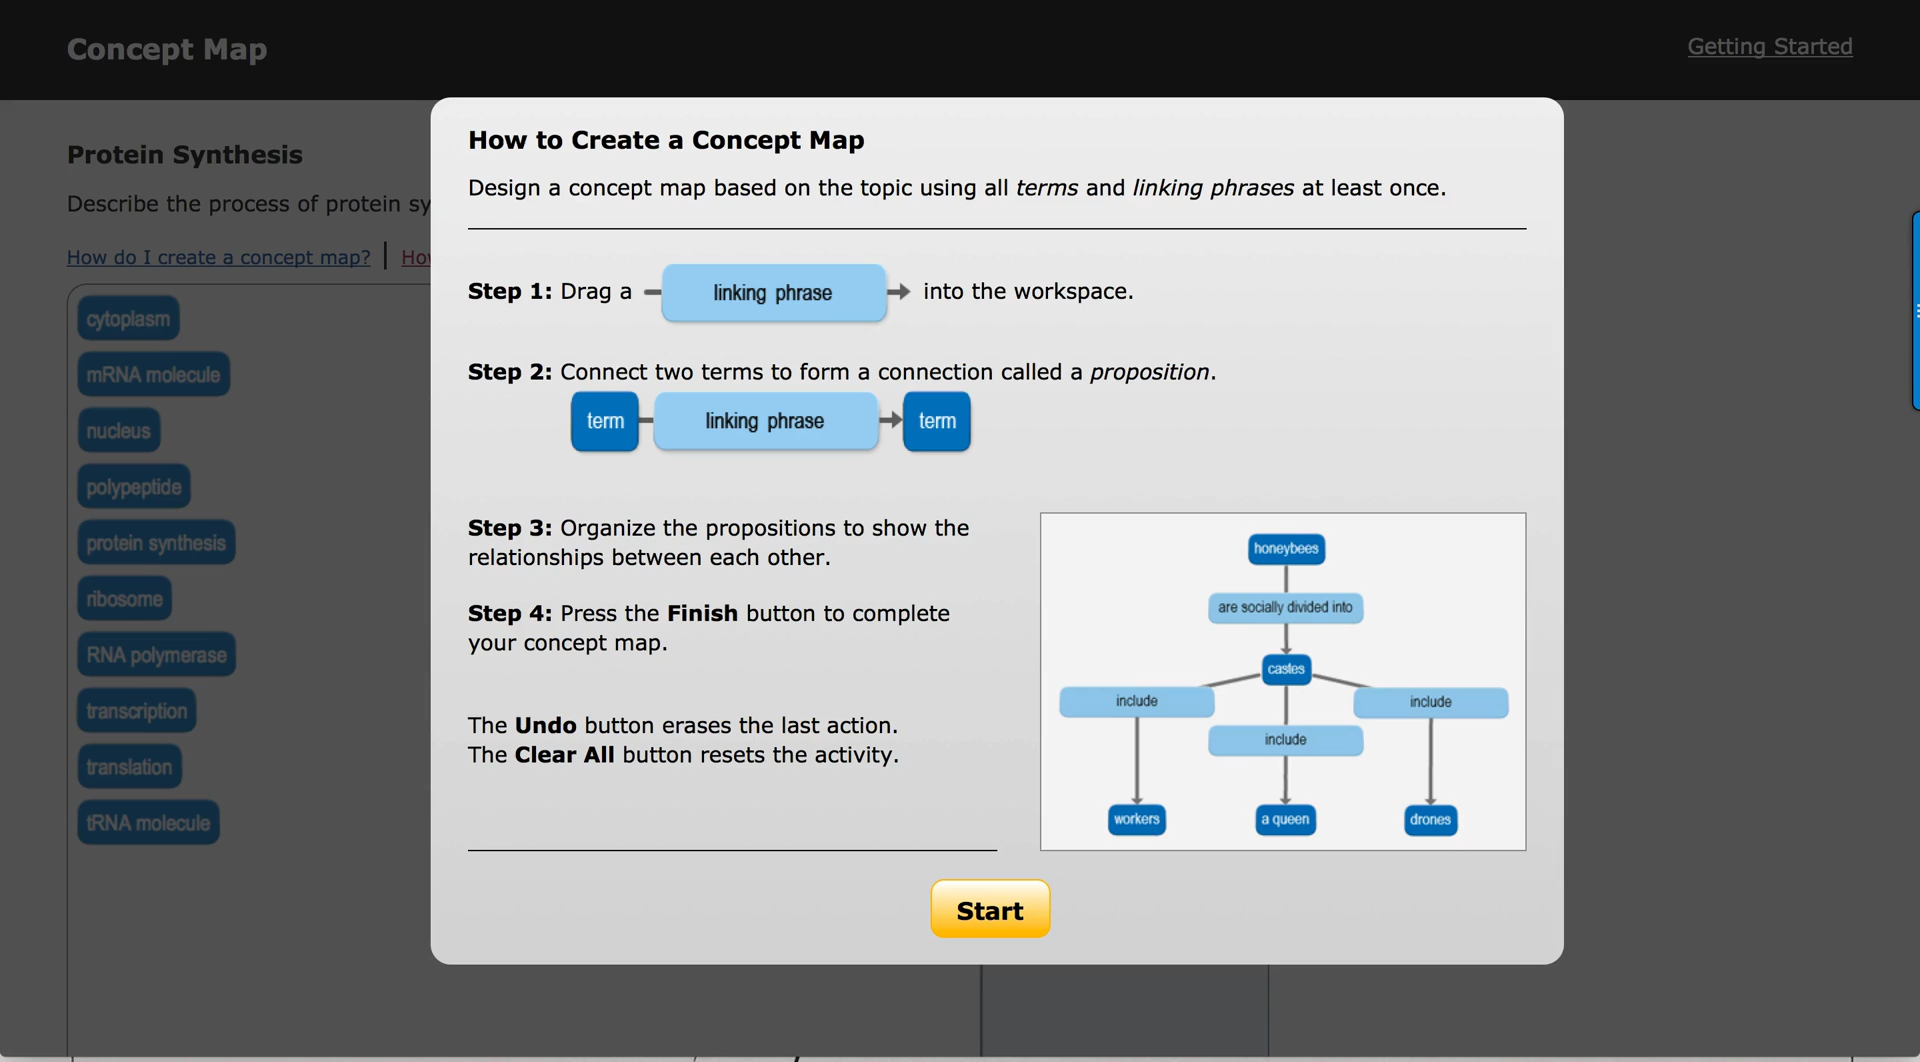 Concept Map
Getting Started
Protein Synthesis
Describe the process of protein sy
How do I create a concept map? | How
cytoplasm
mRNA molecule
nucleus
polypeptide
protein synthesis
ribosome
RNA polymerase
transcription
translation
tRNA molecule
How to Create a Concept Map
Design a concept map based on the topic using all terms and linking phrases at least once.
Step 1: Drag a linking phrase into the workspace.
Step 2: Connect two terms to form a connection called a proposition.
term linking phrase term
Step 3: Organize the propositions to show the
relationships between each other.
Step 4: Press the Finish button to complete
your concept map.
The Undo button erases the last action.
The Clear All button resets the activity.
honeybees
are socially divided into
castes
include
include
include
workers
a queen
drones
Start